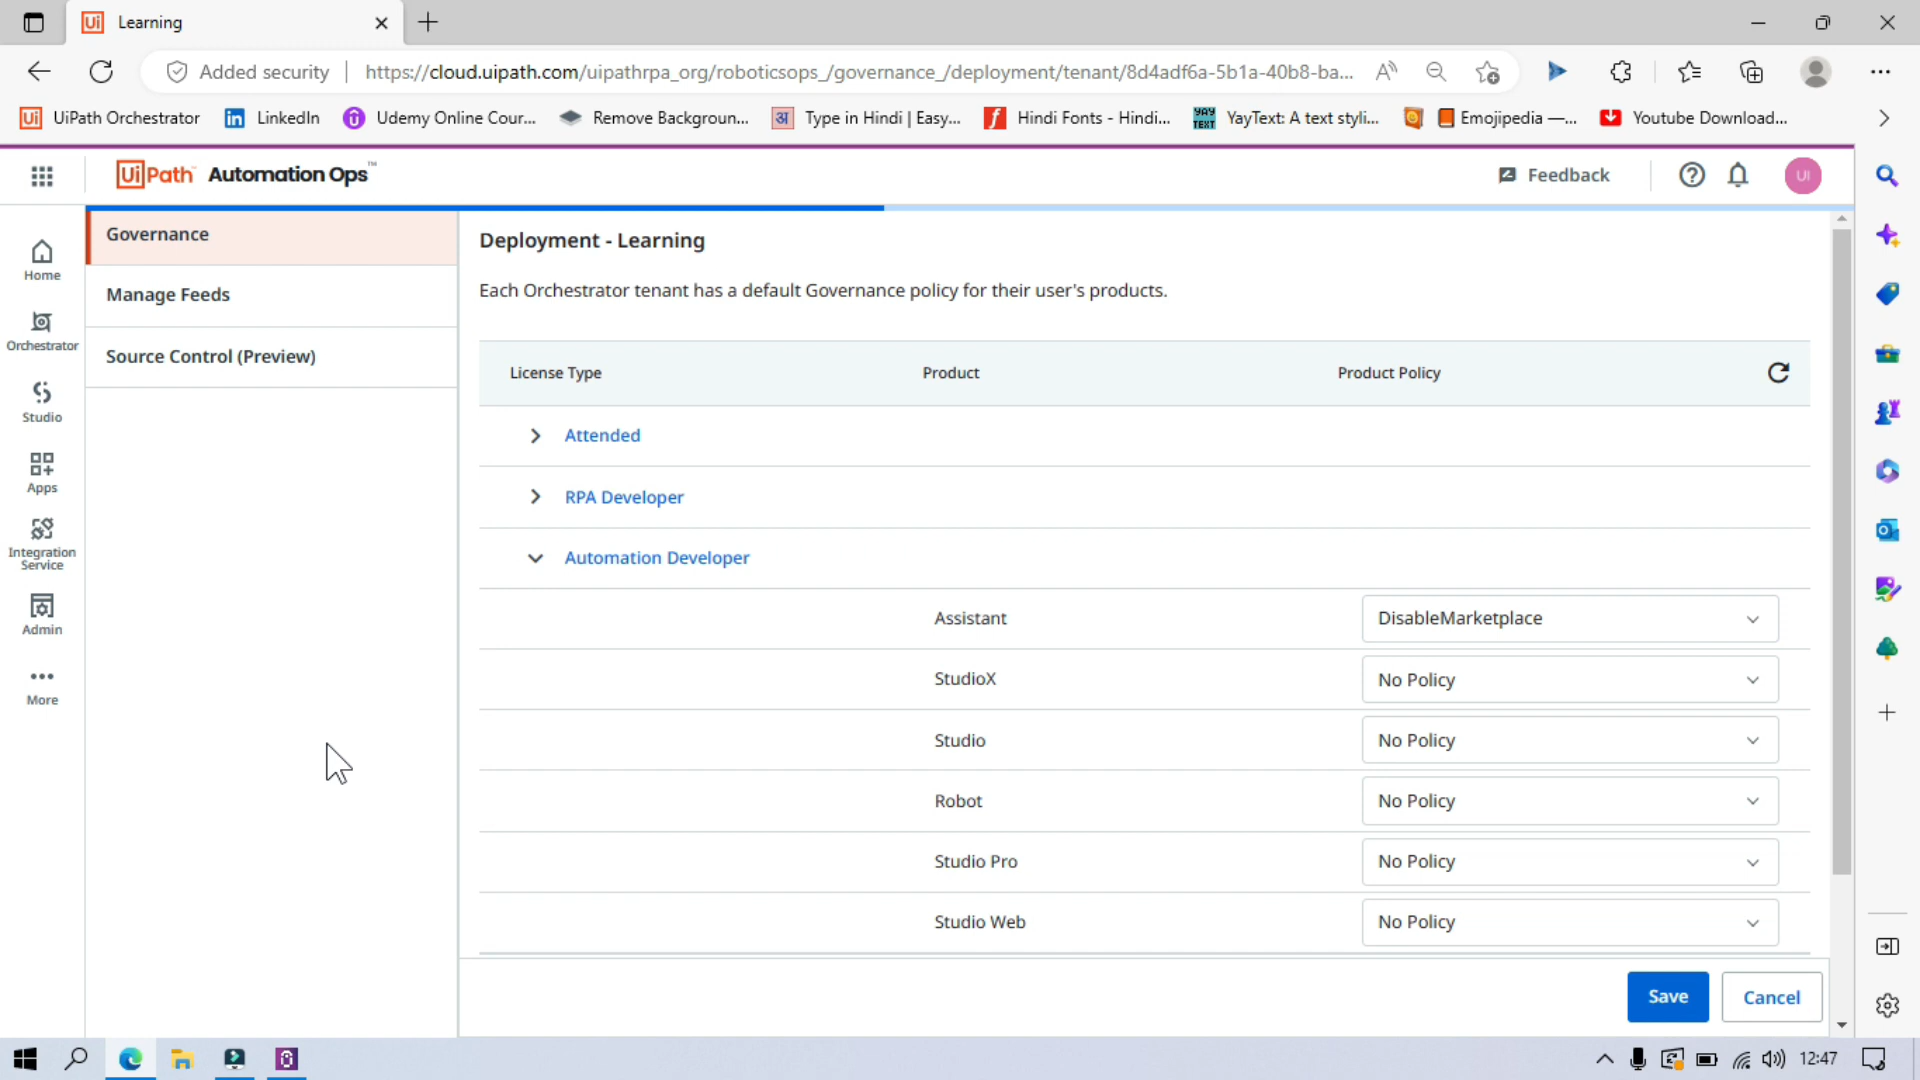 Learning
Added security
https://cloud.uipath.com/uipathrpa_org/roboticsops_/governance_/deployment/tenant/8d4adf6a-5b1a-40b8-ba...
UiPath Orchestrator
LinkedIn
Udemy Online Cour...
Remove Backgroun...
Type in Hindi | Easy...
Hindi Fonts - Hindi...
YAY TEXT
YayText: A text styli...
Emojipedia —...
Youtube Download...
UiPath Automation Ops™
Feedback
UI
Home
Orchestrator
Studio
Apps
Integration Service
Admin
More
Governance
Manage Feeds
Source Control (Preview)
Deployment - Learning
Each Orchestrator tenant has a default Governance policy for their user's products.
License Type Product Product Policy
Attended
RPA Developer
Automation Developer
Assistant DisableMarketplace
StudioX No Policy
Studio No Policy
Robot No Policy
Studio Pro No Policy
Studio Web No Policy
Save Cancel
12:47